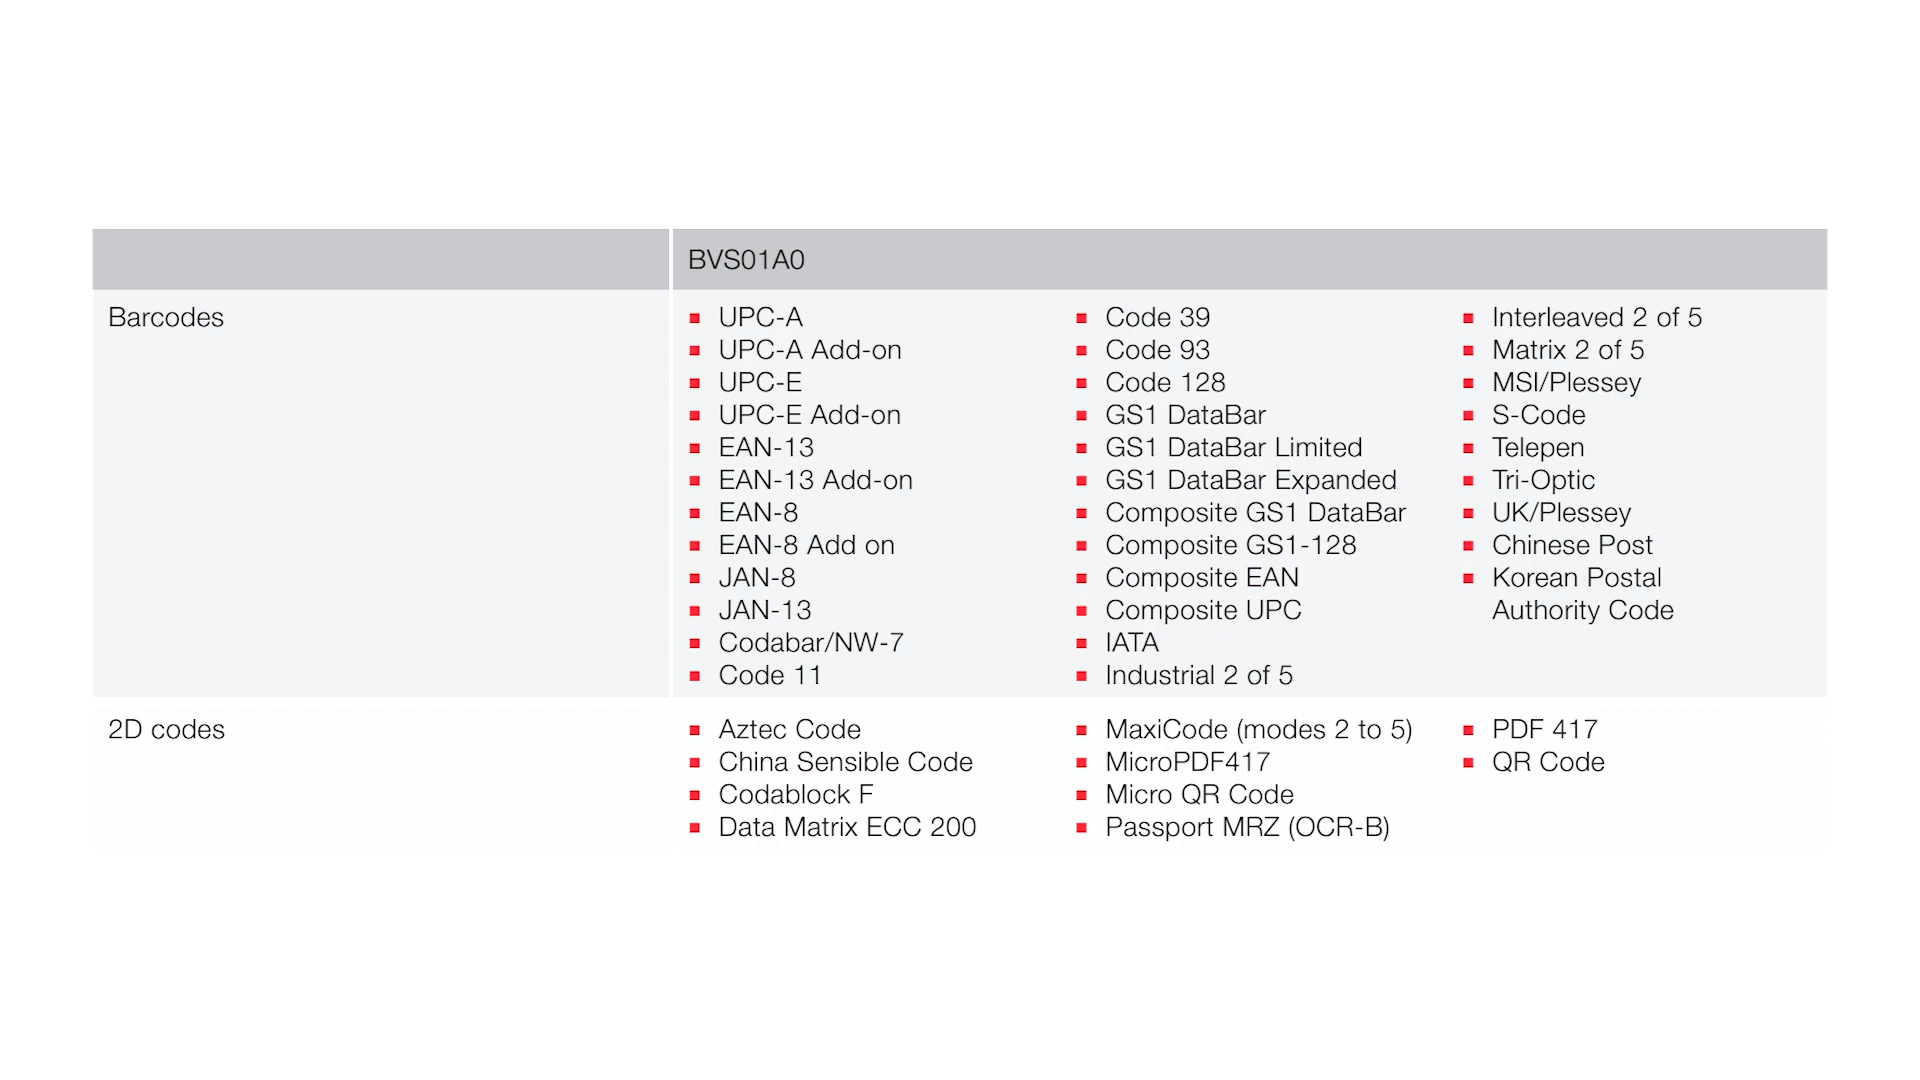 BVS01A0
Barcodes
UPC-A
UPC-A Add-on
UPC-E
UPC-E Add-on
EAN-13
EAN-13 Add-on
EAN-8
EAN-8 Add on
JAN-8
JAN-13
Codabar/NW-7
Code 11
Code 39
Code 93
Code 128
GS1 DataBar
GS1 DataBar Limited
GS1 DataBar Expanded
Composite GS1 DataBar
Composite GS1-128
Composite EAN
Composite UPC
IATA
Industrial 2 of 5
Interleaved 2 of 5
Matrix 2 of 5
MSI/Plessey
S-Code
Telepen
Tri-Optic
UK/Plessey
Chinese Post
Korean Postal
Authority Code
2D codes
Aztec Code
China Sensible Code
Codablock F
Data Matrix ECC 200
MaxiCode (modes 2 to 5)
MicroPDF417
Micro QR Code
Passport MRZ (OCR-B)
PDF 417
QR Code